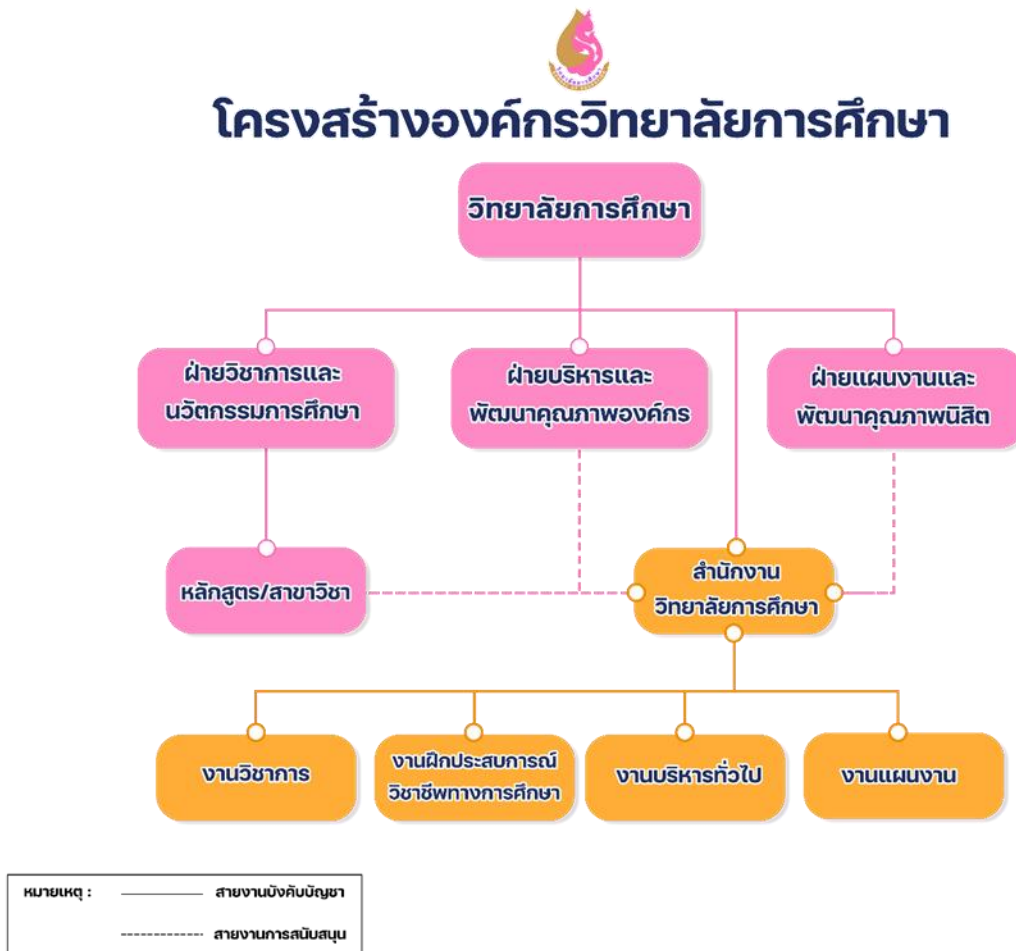 โครงสร้างองค์กรวิทยาลัยการศึกษา
วิทยาลัยการศึกษา
ฝ่ายวิชาการและ
นวัตกรรมการศึกษา
ฝ่ายบริหารและ
พัฒนาคุณภาพองค์กร
ฝ่ายแผนงานและ
พัฒนาคุณภาพนิสิต
หลักสูตร/สาขาวิชา
สำนักงาน
วิทยาลัยการศึกษา
งานวิชาการ
งานฝึกประสบการณ์
วิชาชีพทางการศึกษา
งานบริหารทั่วไป
งานแผนงาน
หมายเหตุ : สายงานบังคับบัญชา
สายงานการสนับสนุน